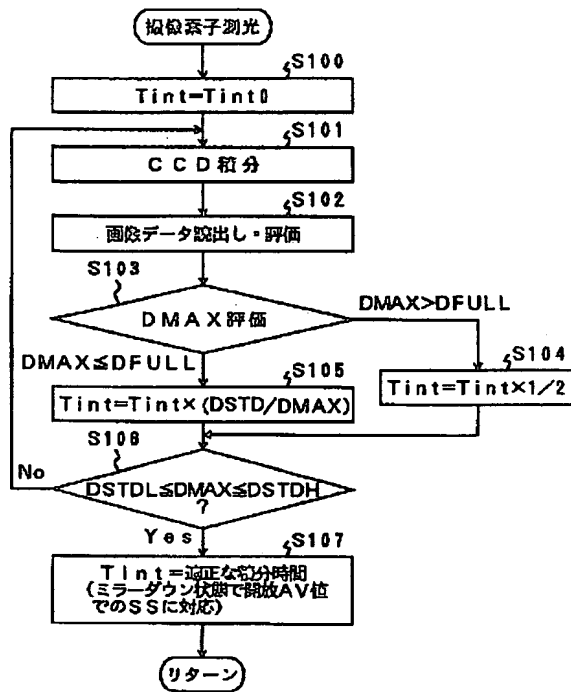 撮像素子測光
S100
Tint=Tint0
S101
CCD積分
S102
画像データ読出し・評価
S103
DMAX評価
DMAX>DFULL
DMAX≦DFULL
S104
Tint=Tint×1/2
S105
Tint=Tint×(DSTD/DMAX)
S106
DSTDL≦DMAX≦DSTDH
?
No
Yes
S107
Tint=適正な積分時間
(ミラーダウン状態で開放AV値
でのSSに対応)
リターン